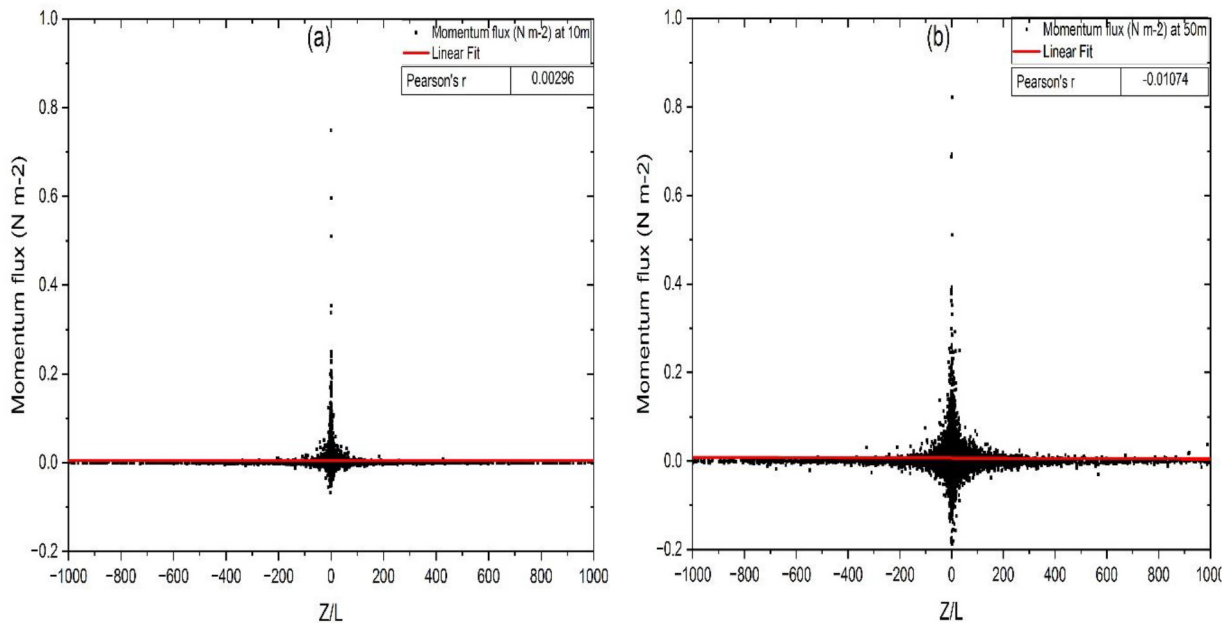 (a)
Momentum flux (N m-2) at 10m
Linear Fit
Pearson's r 0.00296
1.0
0.8
0.6
0.4
0.2
0.0
−0.2
Momentum flux (N m-2)
−1000 −800 −600 −400 −200 0 200 400 600 800 1000
Z/L
(b)
Momentum flux (N m-2) at 50m
Linear Fit
Pearson's r -0.01074
1.0
0.8
0.6
0.4
0.2
0.0
−0.2
Momentum flux (N m-2)
−1000 −800 −600 −400 −200 0 200 400 600 800 1000
Z/L